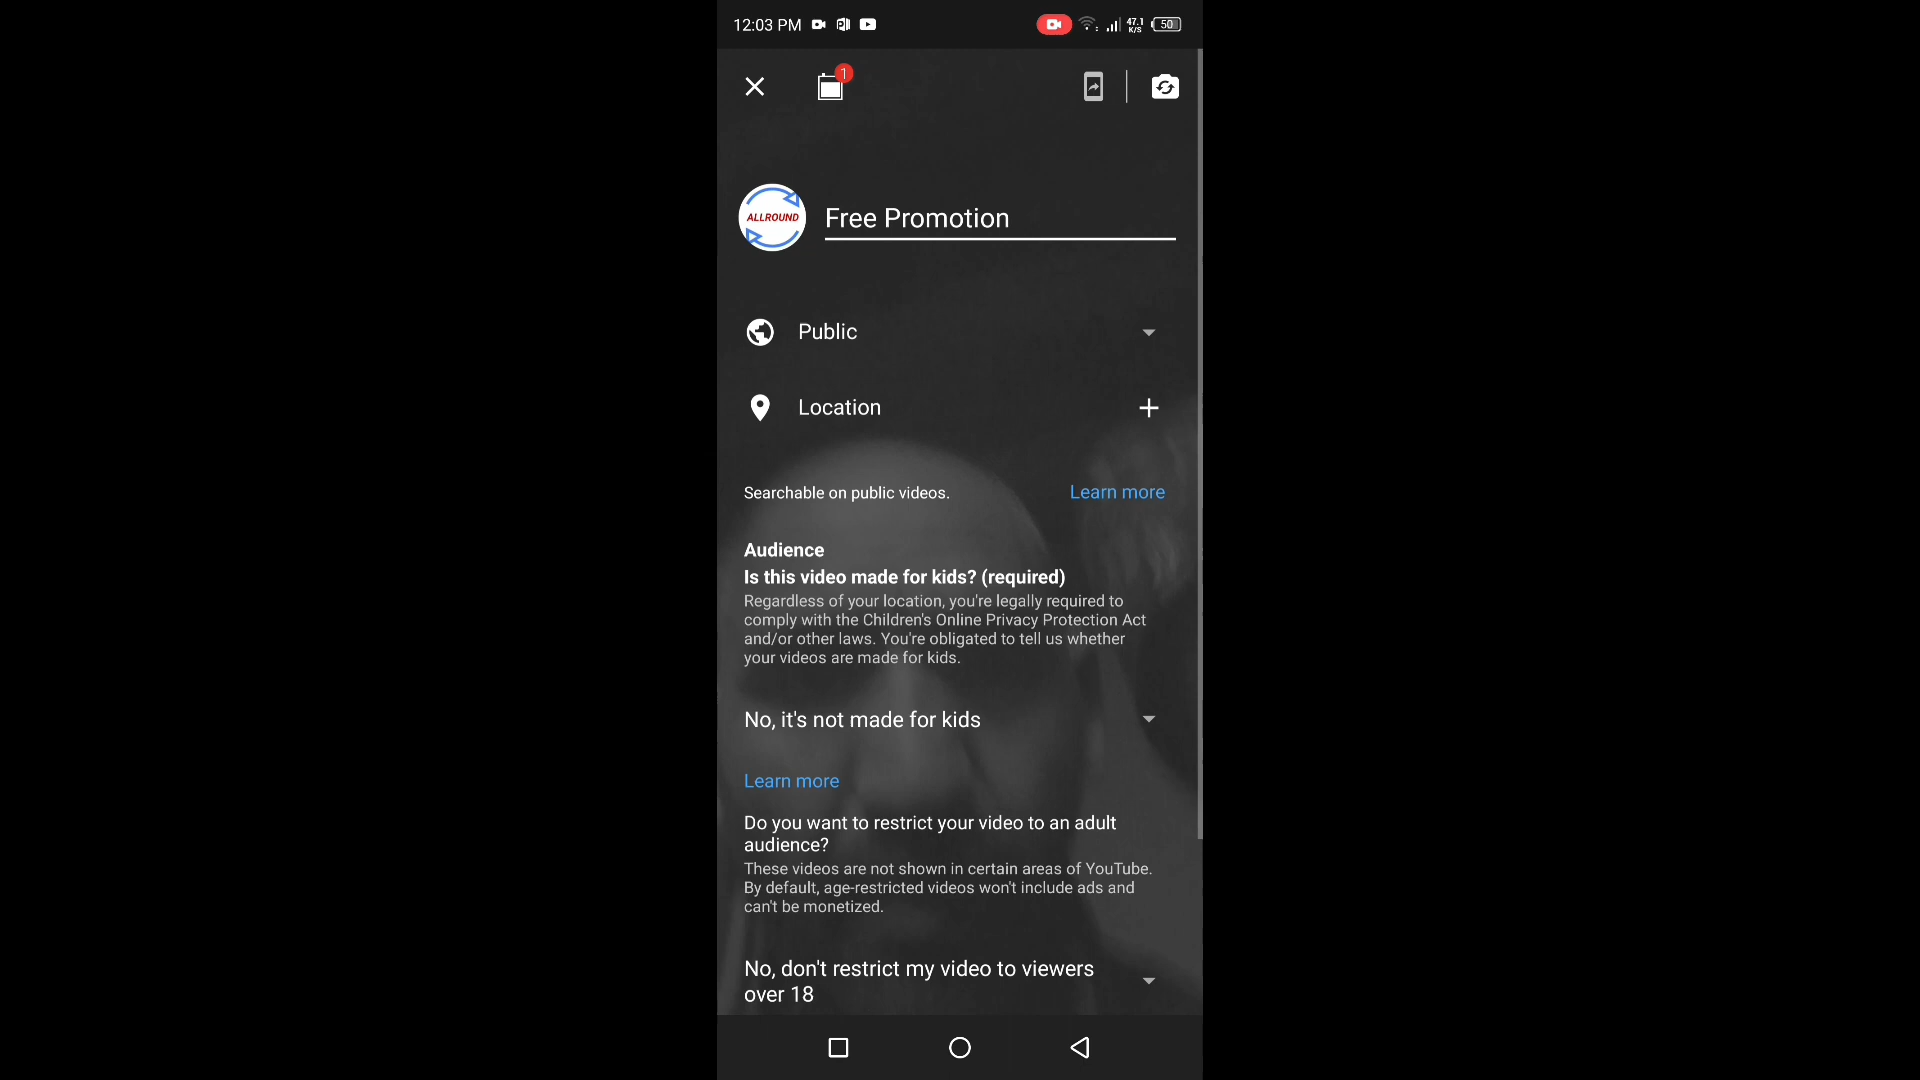 12:03 PM
47.1
K/S
50
1
ALLROUND
Free Promotion
Public
Location
Searchable on public videos.
Learn more
Audience
Is this video made for kids? (required)
Regardless of your location, you're legally required to
comply with the Children's Online Privacy Protection Act
and/or other laws. You're obligated to tell us whether
your videos are made for kids.
No, it's not made for kids
Learn more
Do you want to restrict your video to an adult
audience?
These videos are not shown in certain areas of YouTube.
By default, age-restricted videos won't include ads and
can't be monetized.
No, don't restrict my video to viewers
over 18